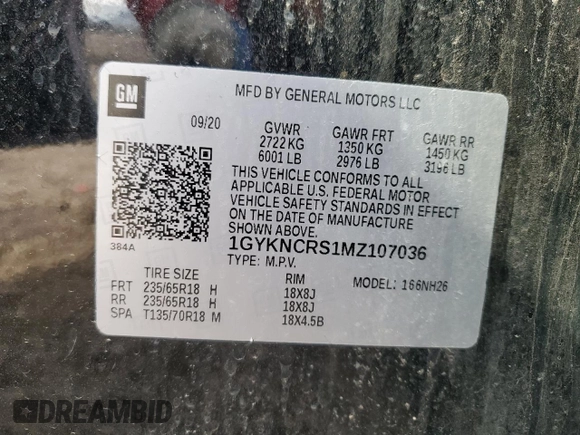 GM
MFD BY GENERAL MOTORS LLC
09/20 GVWR GAWR FRT GAWR RR
2722 KG 1350 KG 1450 KG
6001 LB 2976 LB 3196 LB
THIS VEHICLE CONFORMS TO ALL
APPLICABLE U.S. FEDERAL MOTOR
VEHICLE SAFETY STANDARDS IN EFFECT
ON THE DATE OF MANUFACTURE
SHOWN ABOVE.
384A 1GYKNCRS1MZ107036
TYPE: M.P.V. MODEL: 166NH26
TIRE SIZE RIM
FRT 235/65R18 H 18X8J
RR 235/65R18 H 18X8J
SPA T135/70R18 M 18X4.5B
DREAMBID